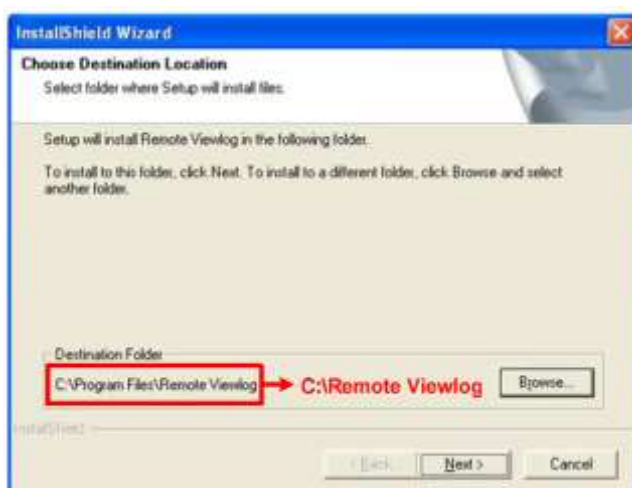 InstallShield Wizard
Choose Destination Location
Select folder where Setup will install files.
Setup will install Remote Viewlog in the following folder.
To install to this folder, click Next. To install to a different folder, click Browse and select
another folder.
Destination Folder
C:\Program Files\Remote Viewlog C:\Remote Viewlog Browse...
InstallShield
< Back Next > Cancel